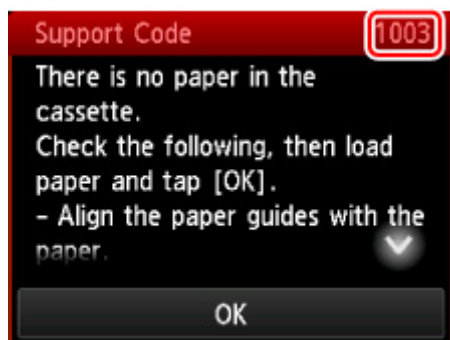 Support Code 1003
There is no paper in the
cassette.
Check the following, then load
paper and tap [OK].
– Align the paper guides with the
paper.
OK